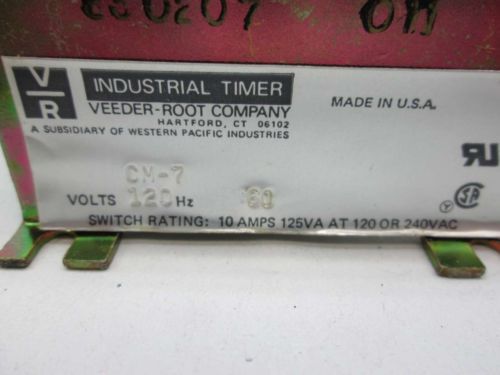 V
R
INDUSTRIAL TIMER
VEEDER-ROOT COMPANY
HARTFORD, CT 06102
A SUBSIDIARY OF WESTERN PACIFIC INDUSTRIES
MADE IN U.S.A.
CM-7
VOLTS 120 Hz 60
SWITCH RATING: 10 AMPS 125VA AT 120 OR 240VAC